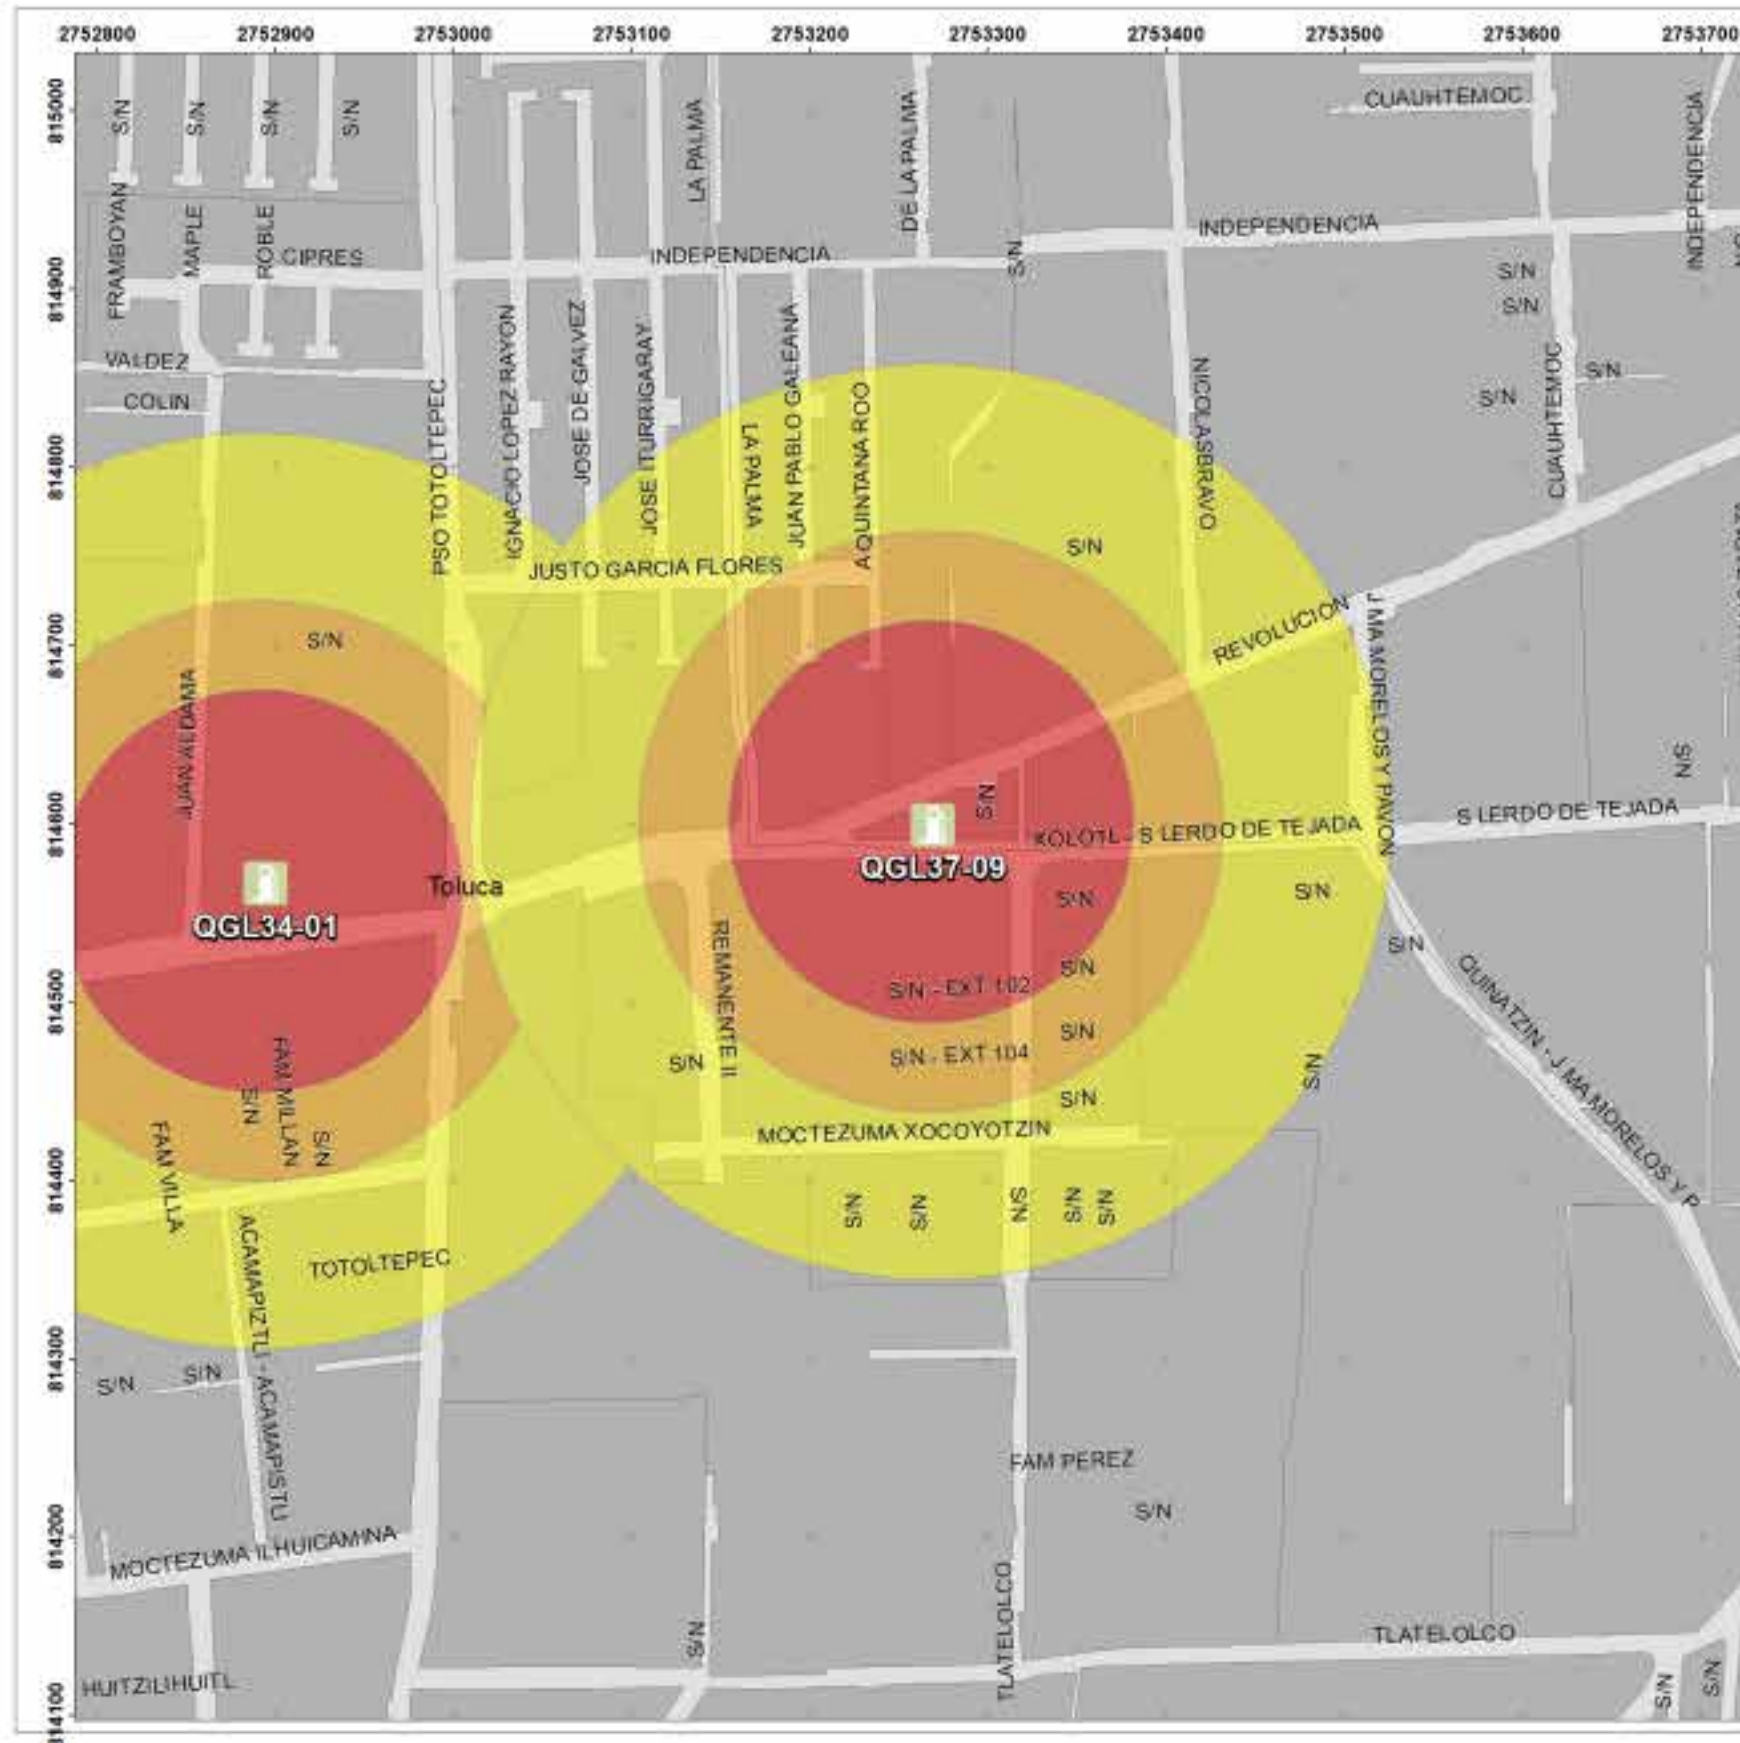 2752800 2752900 2753000 2753100 2753200 2753300 2753400 2753500 2753600 2753700
815000
814900
814800
814700
814600
814500
814400
814300
814200
814100
S/N
S/N
S/N
S/N
LA PALMA
DE LA PALMA
CUAUHTEMOC
INDEPENDENCIA
FRAMBOYAN
MAPLE
ROBLE
CIPRES
INDEPENDENCIA
S/N
INDEPENDENCIA
S/N
S/N
VALDEZ
COLIN
PSO TOTOLTEPEC
IGNACIO LOPEZ RAYON
JOSE DE GALVEZ
JOSE ITURRIGARAY
LA PALMA
JUAN PABLO GALEANA
A QUINTANA ROO
NICOLASBRAVO
CUAUHTEMOC
S/N
S/N
JUSTO GARCIA FLORES
S/N
S/N
REVOLUCION
J MA MORELOS Y PAVON
JUAN ALDAMA
S/N
S/N
KOLOTL - S LERDO DE TEJADA
S LERDO DE TEJADA
QGL37-09
Toluca
QGL34-01
S/N
S/N
S/N
REMANENTE II
S/N
S/N - EXT 102
QUINATZIN - J MA MORELOS Y P
S/N
S/N - EXT 104
S/N
S/N
S/N
S/N
FAM MILLAN
S/N
FAM VILLA
MOCTEZUMA XOCOYOTZIN
S/N
S/N
S/N
S/N
S/N
TOTOLTEPEC
ACAMAPIZTLI - ACAMAPISTLI
S/N
S/N
FAM PEREZ
S/N
MOCTEZUMA ILHUICAMINA
TLATELOLCO
S/N
TLATELOLCO
HUITZILIHUITL
S/N
S/N